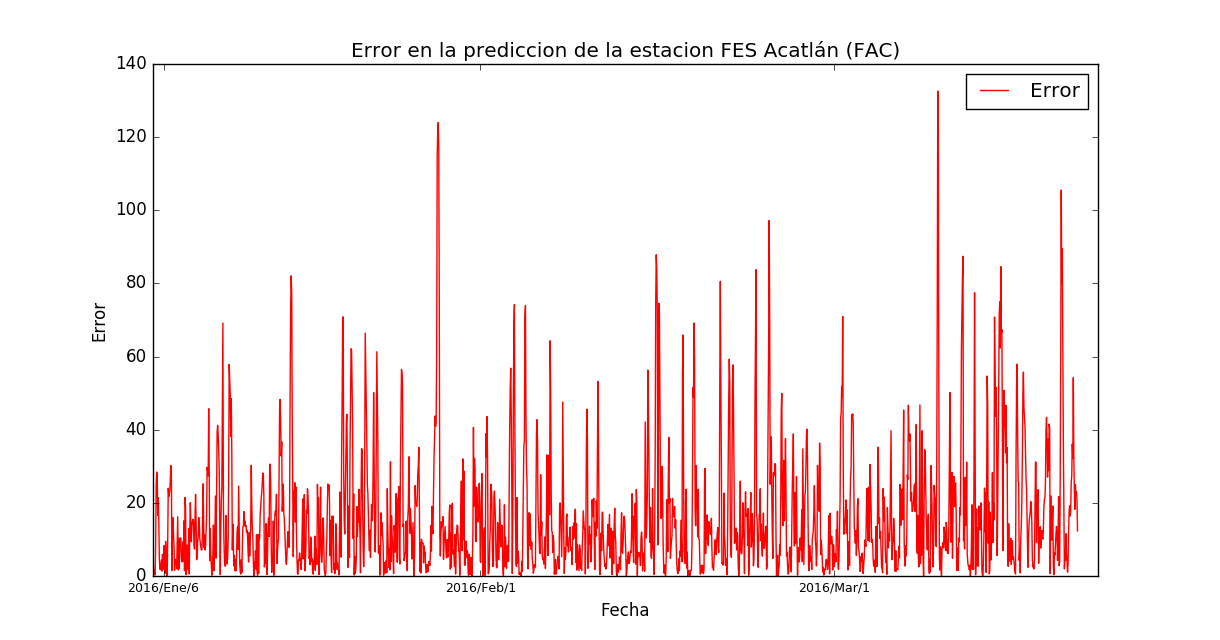 Error en la prediccion de la estacion FES Acatlán (FAC)
Error
140
120
100
80
60
40
20
0
Error
2016/Ene/6
2016/Feb/1
2016/Mar/1
Fecha